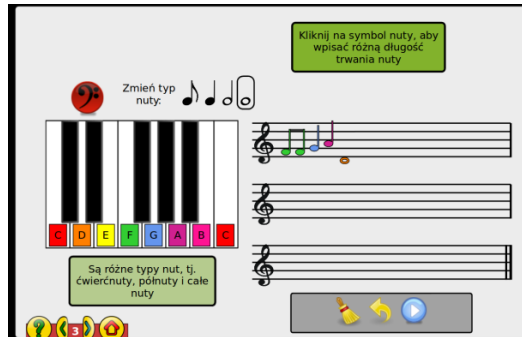 Kliknij na symbol nuty, aby
wpisać różną długość
trwania nuty
Zmień typ
nuty:
C D E F G A B C
Są różne typy nut, tj.
ćwierćnuty, półnuty i całe
nuty
? 3